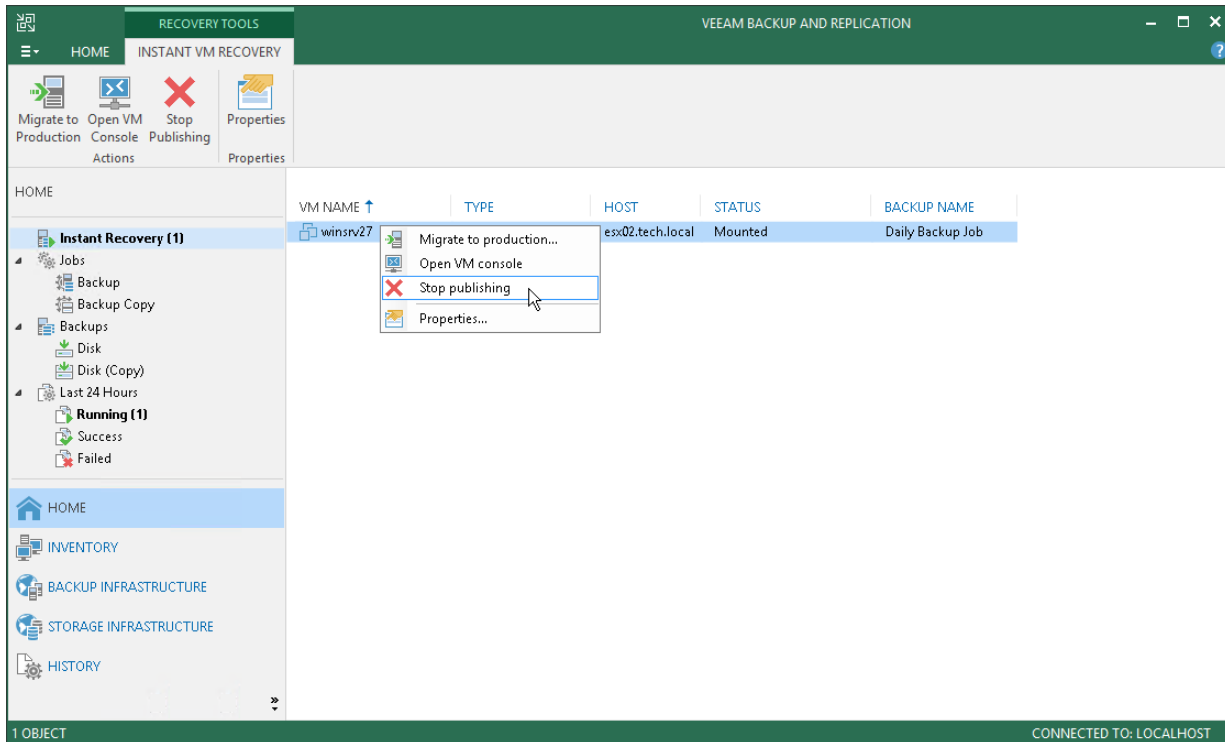 RECOVERY TOOLS
VEEAM BACKUP AND REPLICATION
HOME
INSTANT VM RECOVERY
Migrate to Production
Open VM Console
Stop Publishing
Properties
Actions
Properties
HOME
Instant Recovery (1)
Jobs
Backup
Backup Copy
Backups
Disk
Disk (Copy)
Last 24 Hours
Running (1)
Success
Failed
HOME
INVENTORY
BACKUP INFRASTRUCTURE
STORAGE INFRASTRUCTURE
HISTORY
VM NAME TYPE HOST STATUS BACKUP NAME
winsrv27 esx02.tech.local Mounted Daily Backup Job
Migrate to production...
Open VM console
Stop publishing
Properties...
1 OBJECT
CONNECTED TO: LOCALHOST